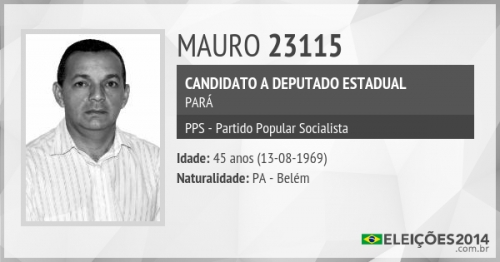 MAURO 23115
CANDIDATO A DEPUTADO ESTADUAL
PARÁ
PPS - Partido Popular Socialista
Idade: 45 anos (13-08-1969)
Naturalidade: PA - Belém
ELEIÇÕES2014
.com.br